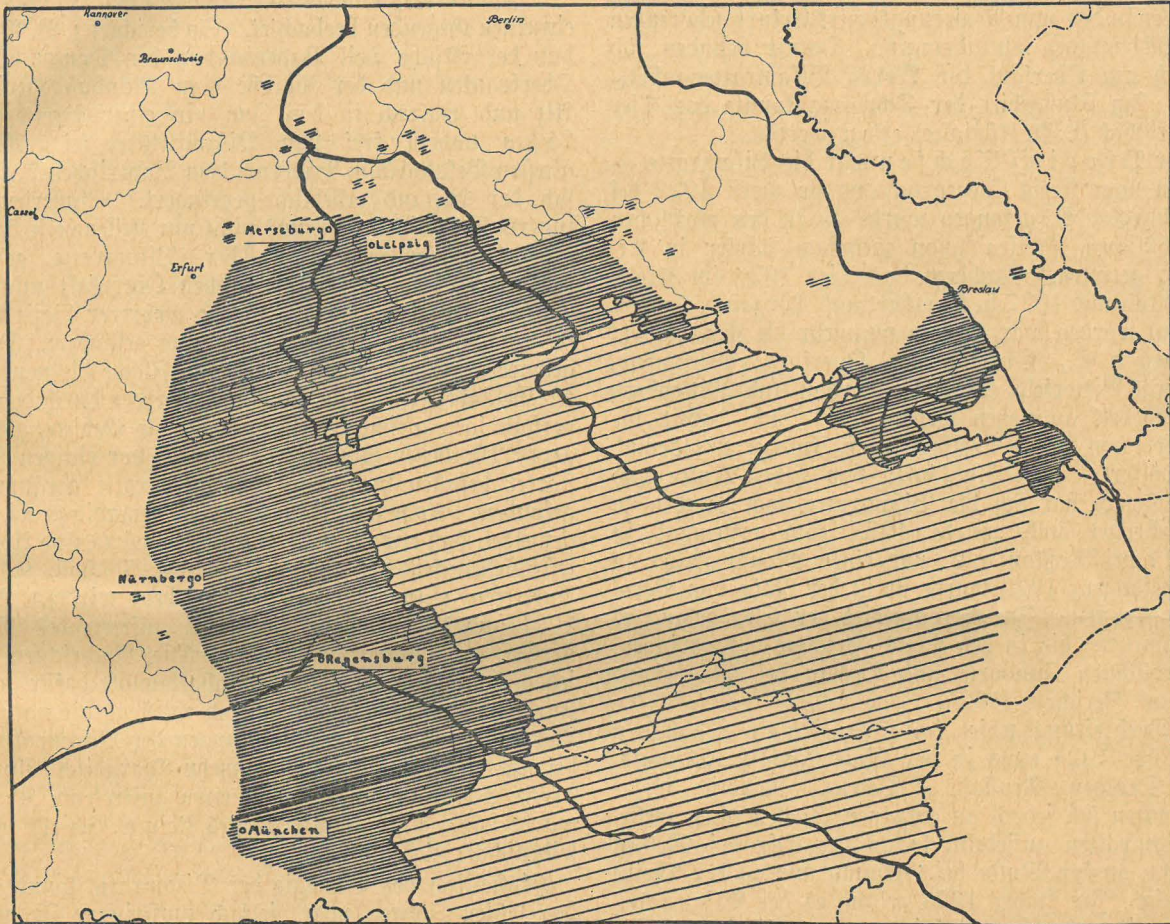 Hannover
Berlin
Braunschweig
Cassel
Merseburg
Leipzig
Erfurt
Breslau
Nürnberg
Regensburg
München